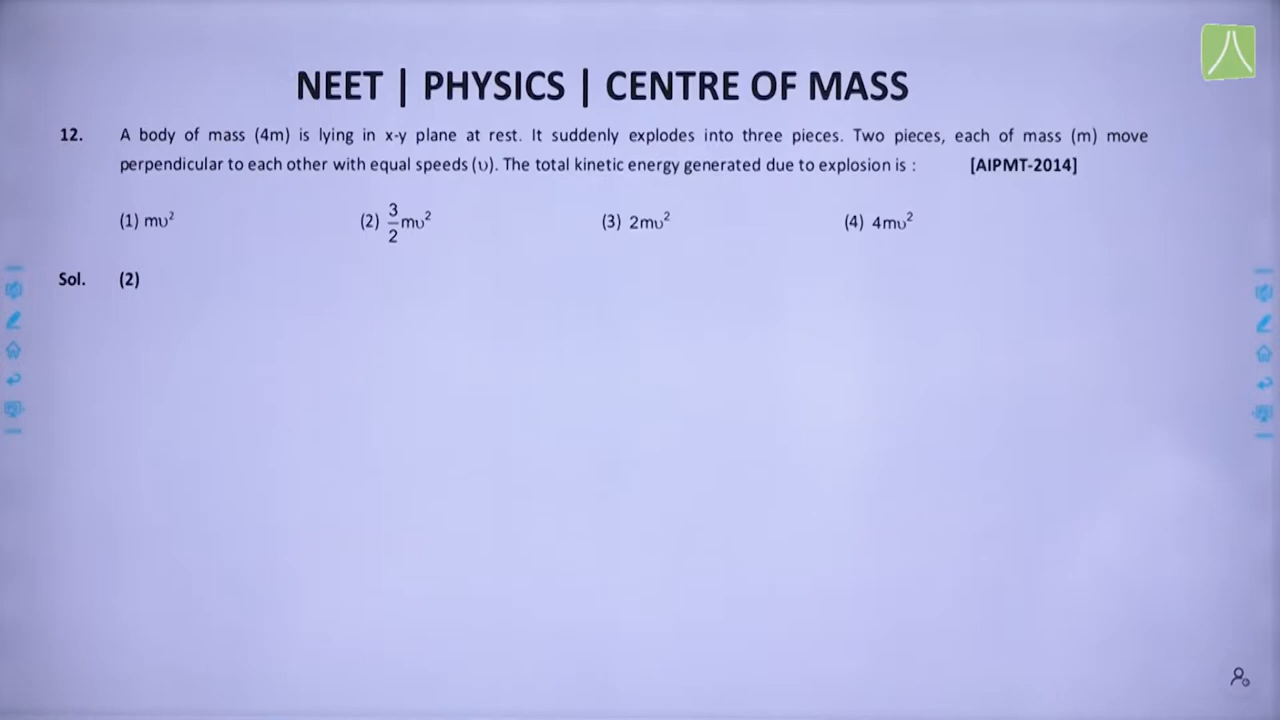 NEET | PHYSICS | CENTRE OF MASS
12. A body of mass (4m) is lying in x-y plane at rest. It suddenly explodes into three pieces. Two pieces, each of mass (m) move
perpendicular to each other with equal speeds (υ). The total kinetic energy generated due to explosion is : [AIPMT-2014]
(1) mυ² (2) 3/2 mυ² (3) 2mυ² (4) 4mυ²
Sol. (2)